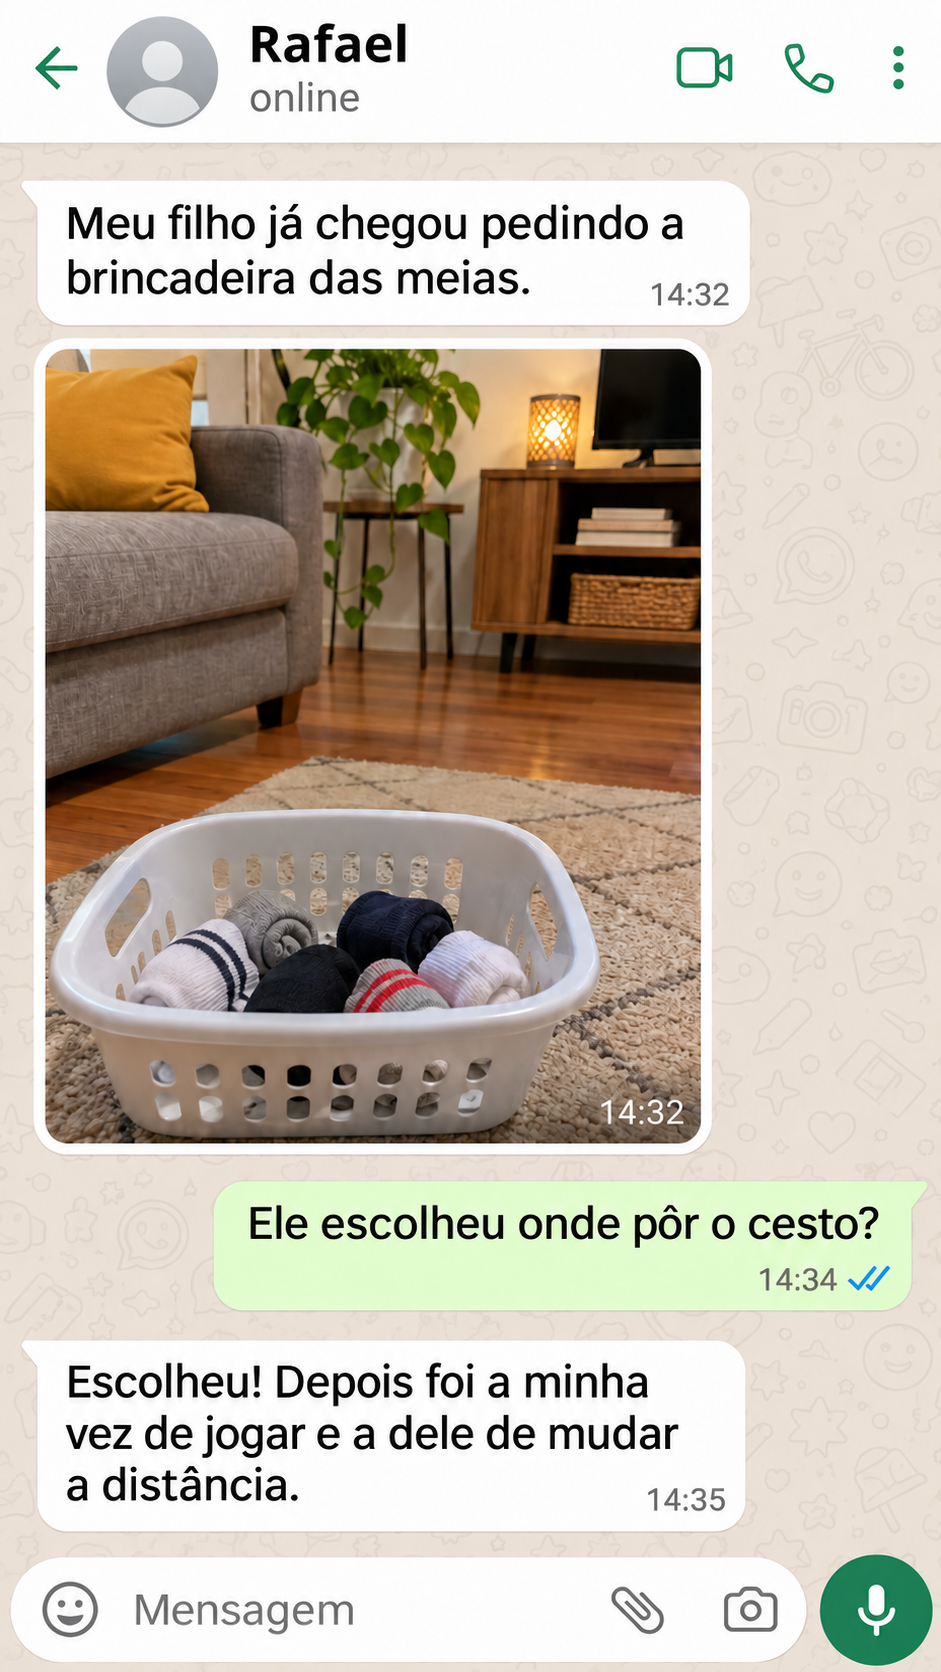 Rafael
online
Meu filho já chegou pedindo a
brincadeira das meias.
14:32
14:32
Ele escolheu onde pôr o cesto?
14:34
Escolheu! Depois foi a minha
vez de jogar e a dele de mudar
a distância.
14:35
Mensagem